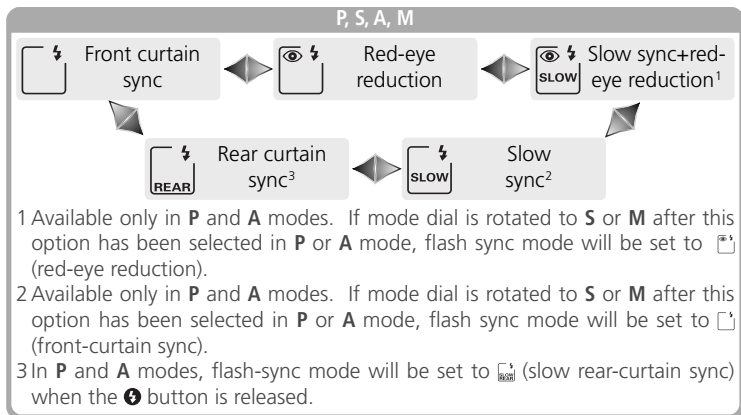 P, S, A, M
Front curtain
sync
Red-eye
reduction
SLOW
Slow sync+red-
eye reduction1
REAR
Rear curtain
sync3
SLOW
Slow
sync2
1 Available only in P and A modes. If mode dial is rotated to S or M after this
option has been selected in P or A mode, flash sync mode will be set to
(red-eye reduction).
2 Available only in P and A modes. If mode dial is rotated to S or M after this
option has been selected in P or A mode, flash sync mode will be set to
(front-curtain sync).
3 In P and A modes, flash-sync mode will be set to (slow rear-curtain sync)
when the button is released.